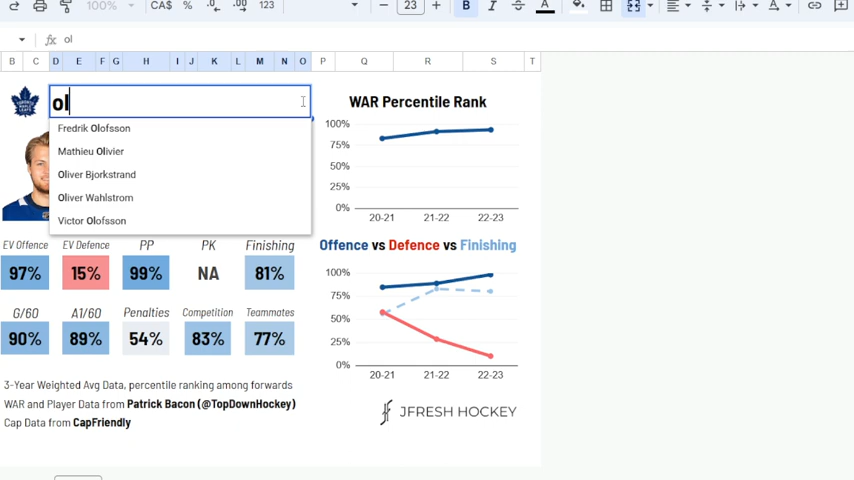 100% CA$ % .0 .00 123 23 B I A A
fx ol
B C D E F G H I J K L M N O P Q R S T
ol
Fredrik Olofsson
Mathieu Olivier
Oliver Bjorkstrand
Oliver Wahlstrom
Victor Olofsson
EV Offence EV Defence PP PK Finishing
97% 15% 99% NA 81%
G/60 A1/60 Penalties Competition Teammates
90% 89% 54% 83% 77%
3-Year Weighted Avg Data, percentile ranking among forwards
WAR and Player Data from Patrick Bacon (@TopDownHockey)
Cap Data from CapFriendly
WAR Percentile Rank
100%
75%
50%
25%
0%
20-21 21-22 22-23
Offence vs Defence vs Finishing
100%
75%
50%
25%
0%
20-21 21-22 22-23
JFRESH HOCKEY